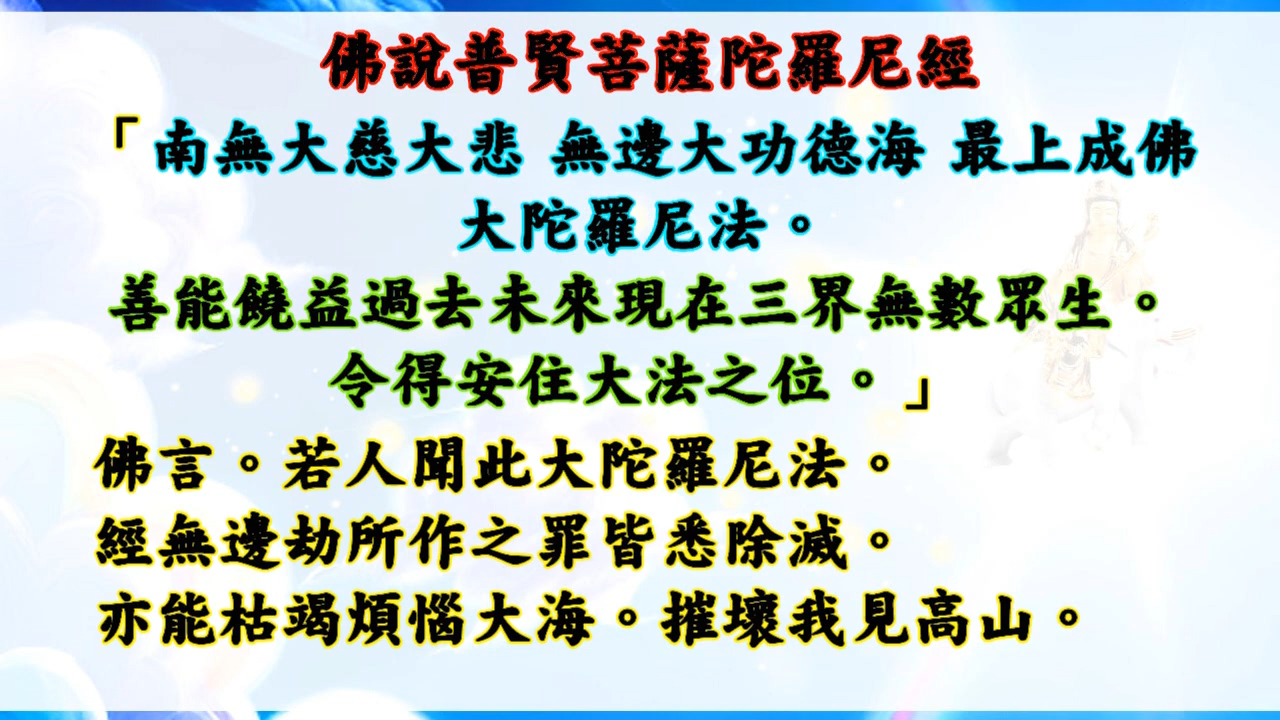 佛說普賢菩薩陀羅尼經
「南無大慈大悲 無邊大功德海 最上成佛
大陀羅尼法。
善能饒益過去未來現在三界無數眾生。
令得安住大法之位。」
佛言。若人聞此大陀羅尼法。
經無邊劫所作之罪皆悉除滅。
亦能枯竭煩惱大海。摧壞我見高山。